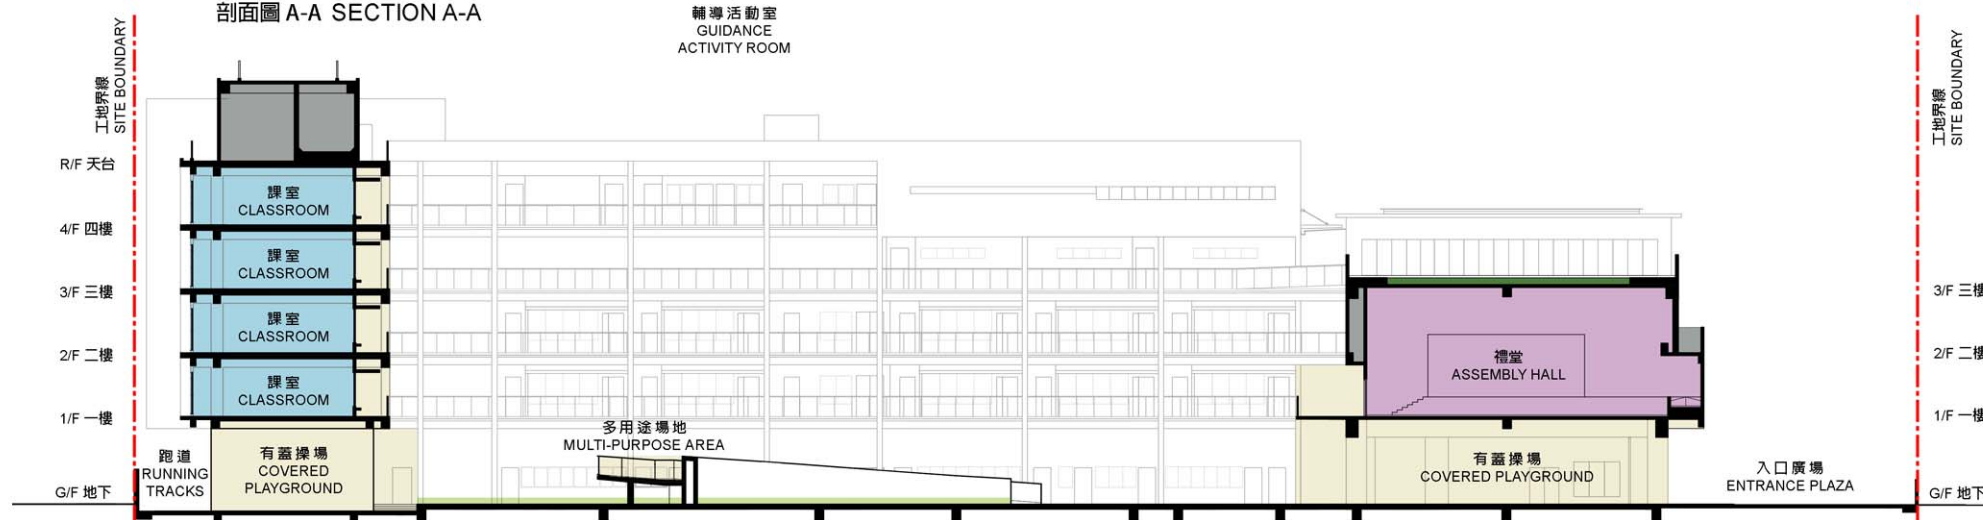 剖面圖 A-A SECTION A-A
輔導活動室
GUIDANCE
ACTIVITY ROOM
工地界線
SITE BOUNDARY
工地界線
SITE BOUNDARY
R/F 天台
課室
CLASSROOM
4/F 四樓
課室
CLASSROOM
3/F 三樓
3/F 三樓
課室
CLASSROOM
2/F 二樓
禮堂
ASSEMBLY HALL
2/F 二樓
課室
CLASSROOM
1/F 一樓
1/F 一樓
多用途場地
MULTI-PURPOSE AREA
跑道
RUNNING
TRACKS
有蓋操場
COVERED
PLAYGROUND
有蓋操場
COVERED PLAYGROUND
入口廣場
ENTRANCE PLAZA
G/F 地下
G/F 地下